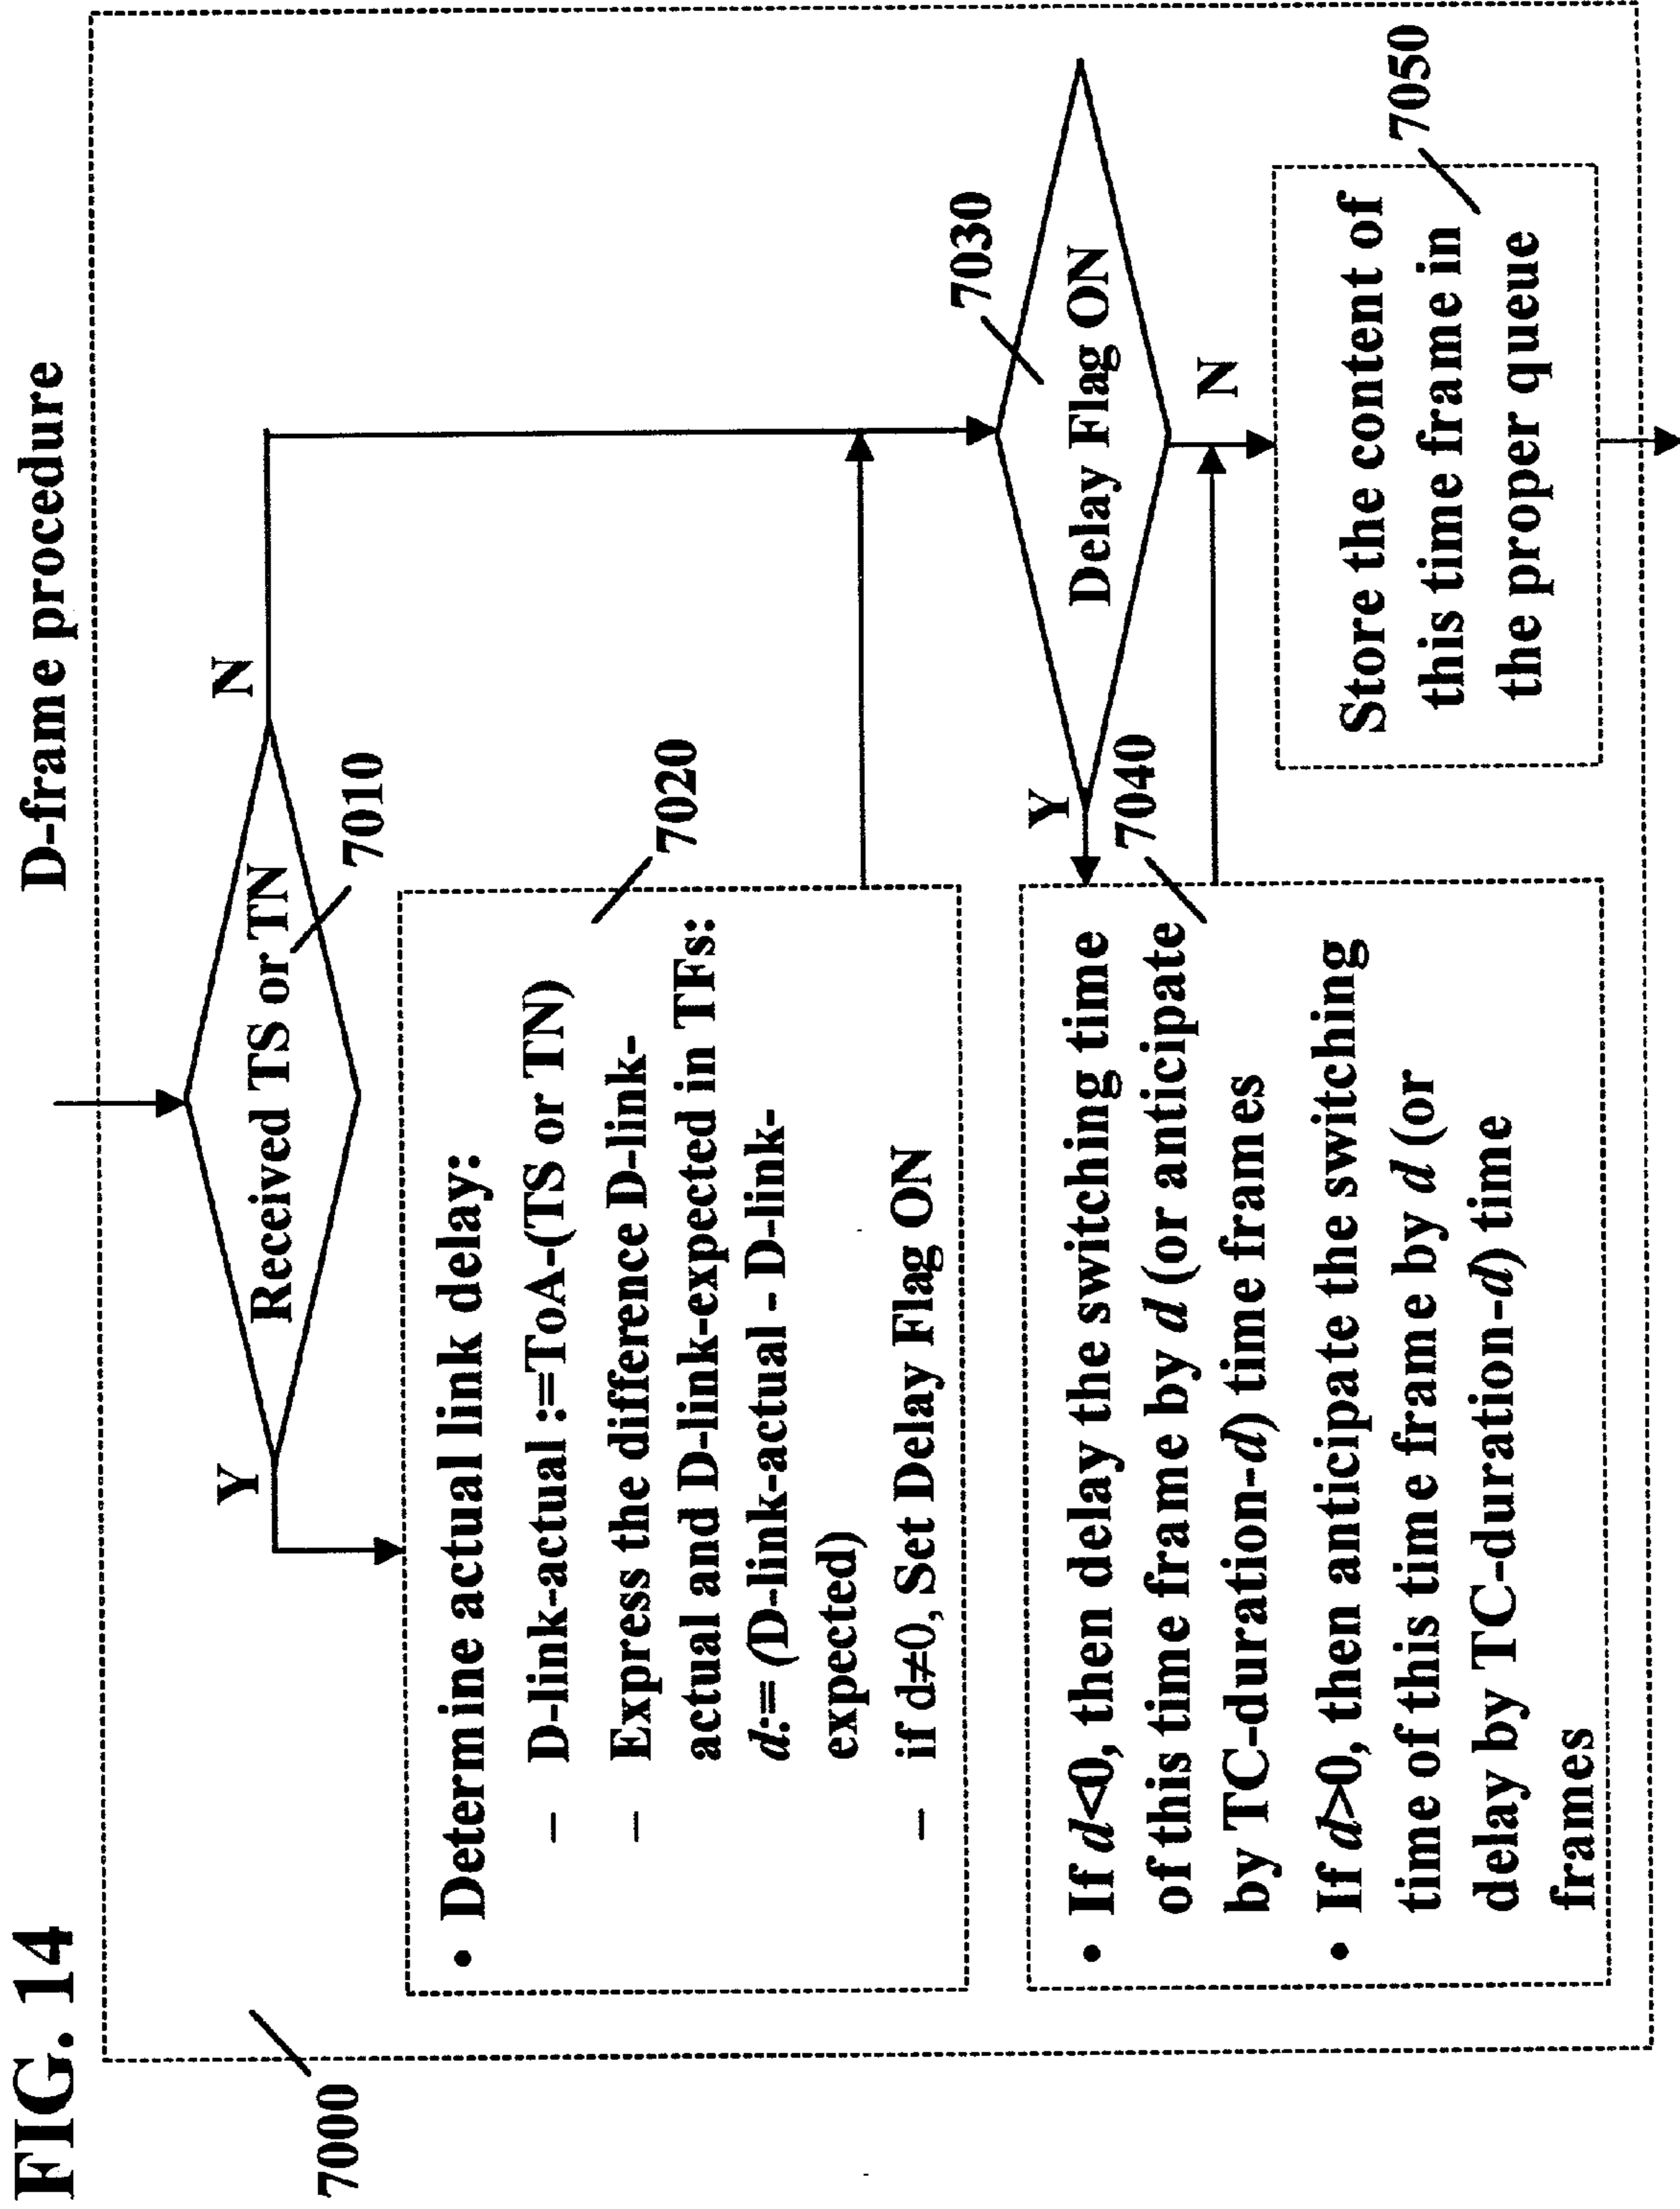 FIG. 14
D-frame procedure
7000
Received TS or TN
7010
Y
N
• Determine actual link delay:
– D-link-actual :=ToA-(TS or TN)
– Express the difference D-link-
actual and D-link-expected in TFs:
d:= (D-link-actual - D-link-
expected)
– if d≠0, Set Delay Flag ON
7020
Delay Flag ON
7030
Y
N
7040
• If d<0, then delay the switching time
of this time frame by d (or anticipate
by TC-duration-d) time frames
• If d>0, then anticipate the switching
time of this time frame by d (or
delay by TC-duration-d) time
frames
Store the content of
this time frame in
the proper queue
7050